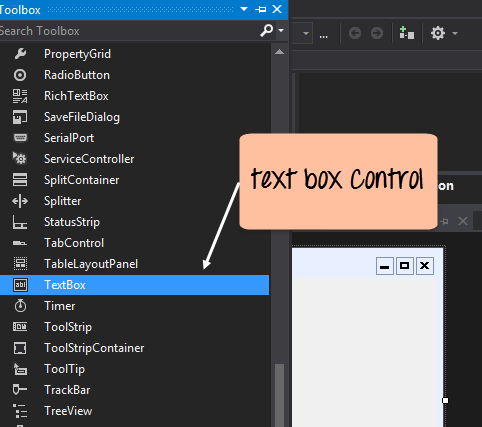 Toolbox
Search Toolbox
...
PropertyGrid
RadioButton
RichTextBox
SaveFileDialog
SerialPort
ServiceController
SplitContainer
Splitter
StatusStrip
TabControl
TableLayoutPanel
TextBox
Timer
ToolStrip
ToolStripContainer
ToolTip
TrackBar
TreeView
text box Control
on
abl